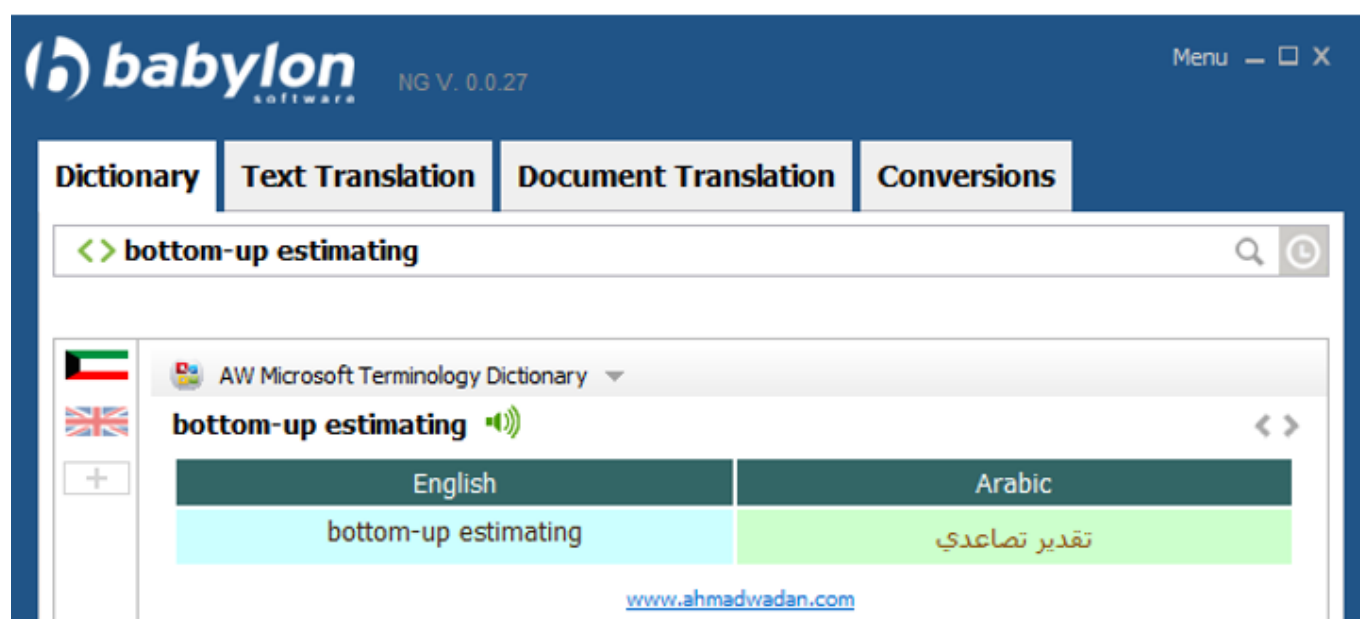 babylon
software
NG V. 0.0.27
Menu
Dictionary Text Translation Document Translation Conversions
<> bottom-up estimating
AW Microsoft Terminology Dictionary
bottom-up estimating
English Arabic
bottom-up estimating تقدير تصاعدي
www.ahmadwadan.com